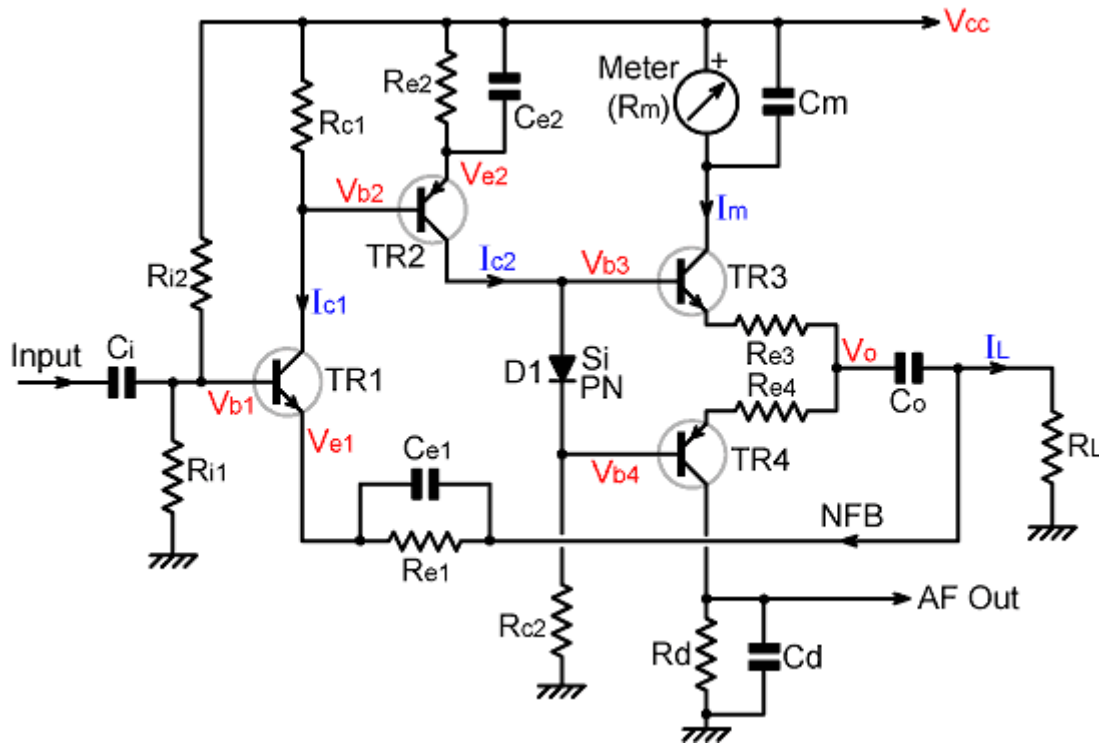 Vcc
Re2
Ce2
Meter
(Rm)
+
Cm
Rc1
Vb2
Ve2
TR2
Im
Ri2
Ic1
Ic2
Vb3
TR3
Input
Ci
Vb1
TR1
D1
Si
PN
Re3
Vo
Re4
Co
IL
RL
Ve1
Ri1
Ce1
Vb4
TR4
NFB
Re1
Rc2
AF Out
Rd
Cd